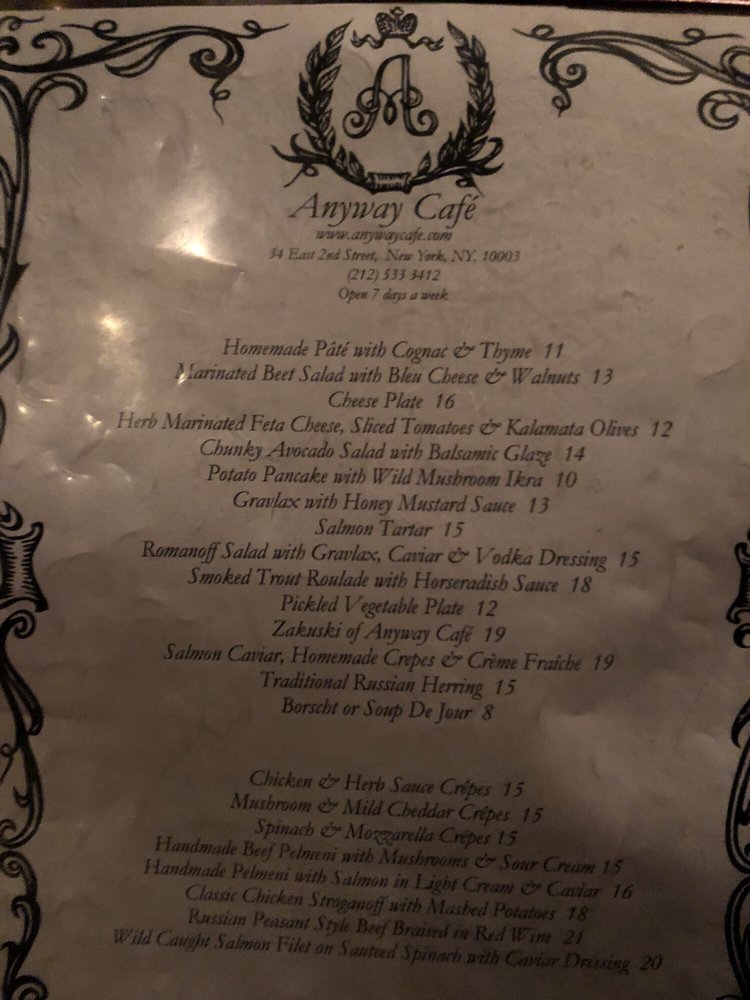 A
Anyway Café
www.anywaycafe.com
34 East 2nd Street, New York, NY, 10003
(212) 533 3412
Open 7 days a week
Homemade Pâté with Cognac & Thyme 11
Marinated Beet Salad with Bleu Cheese & Walnuts 13
Cheese Plate 16
Herb Marinated Feta Cheese, Sliced Tomatoes & Kalamata Olives 12
Chunky Avocado Salad with Balsamic Glaze 14
Potato Pancake with Wild Mushroom Ikra 10
Gravlax with Honey Mustard Sauce 13
Salmon Tartar 15
Romanoff Salad with Gravlax, Caviar & Vodka Dressing 15
Smoked Trout Roulade with Horseradish Sauce 18
Pickled Vegetable Plate 12
Zakuski of Anyway Café 19
Salmon Caviar, Homemade Crepes & Crème Fraîche 19
Traditional Russian Herring 15
Borscht or Soup De Jour 8
Chicken & Herb Sauce Crêpes 15
Mushroom & Mild Cheddar Crêpes 15
Spinach & Mozzarella Crêpes 15
Handmade Beef Pelmeni with Mushrooms & Sour Cream 15
Handmade Pelmeni with Salmon in Light Cream & Caviar 16
Classic Chicken Stroganoff with Mashed Potatoes 18
Russian Peasant Style Beef Braised in Red Wine 21
Wild Caught Salmon Filet on Sauteed Spinach with Caviar Dressing 20